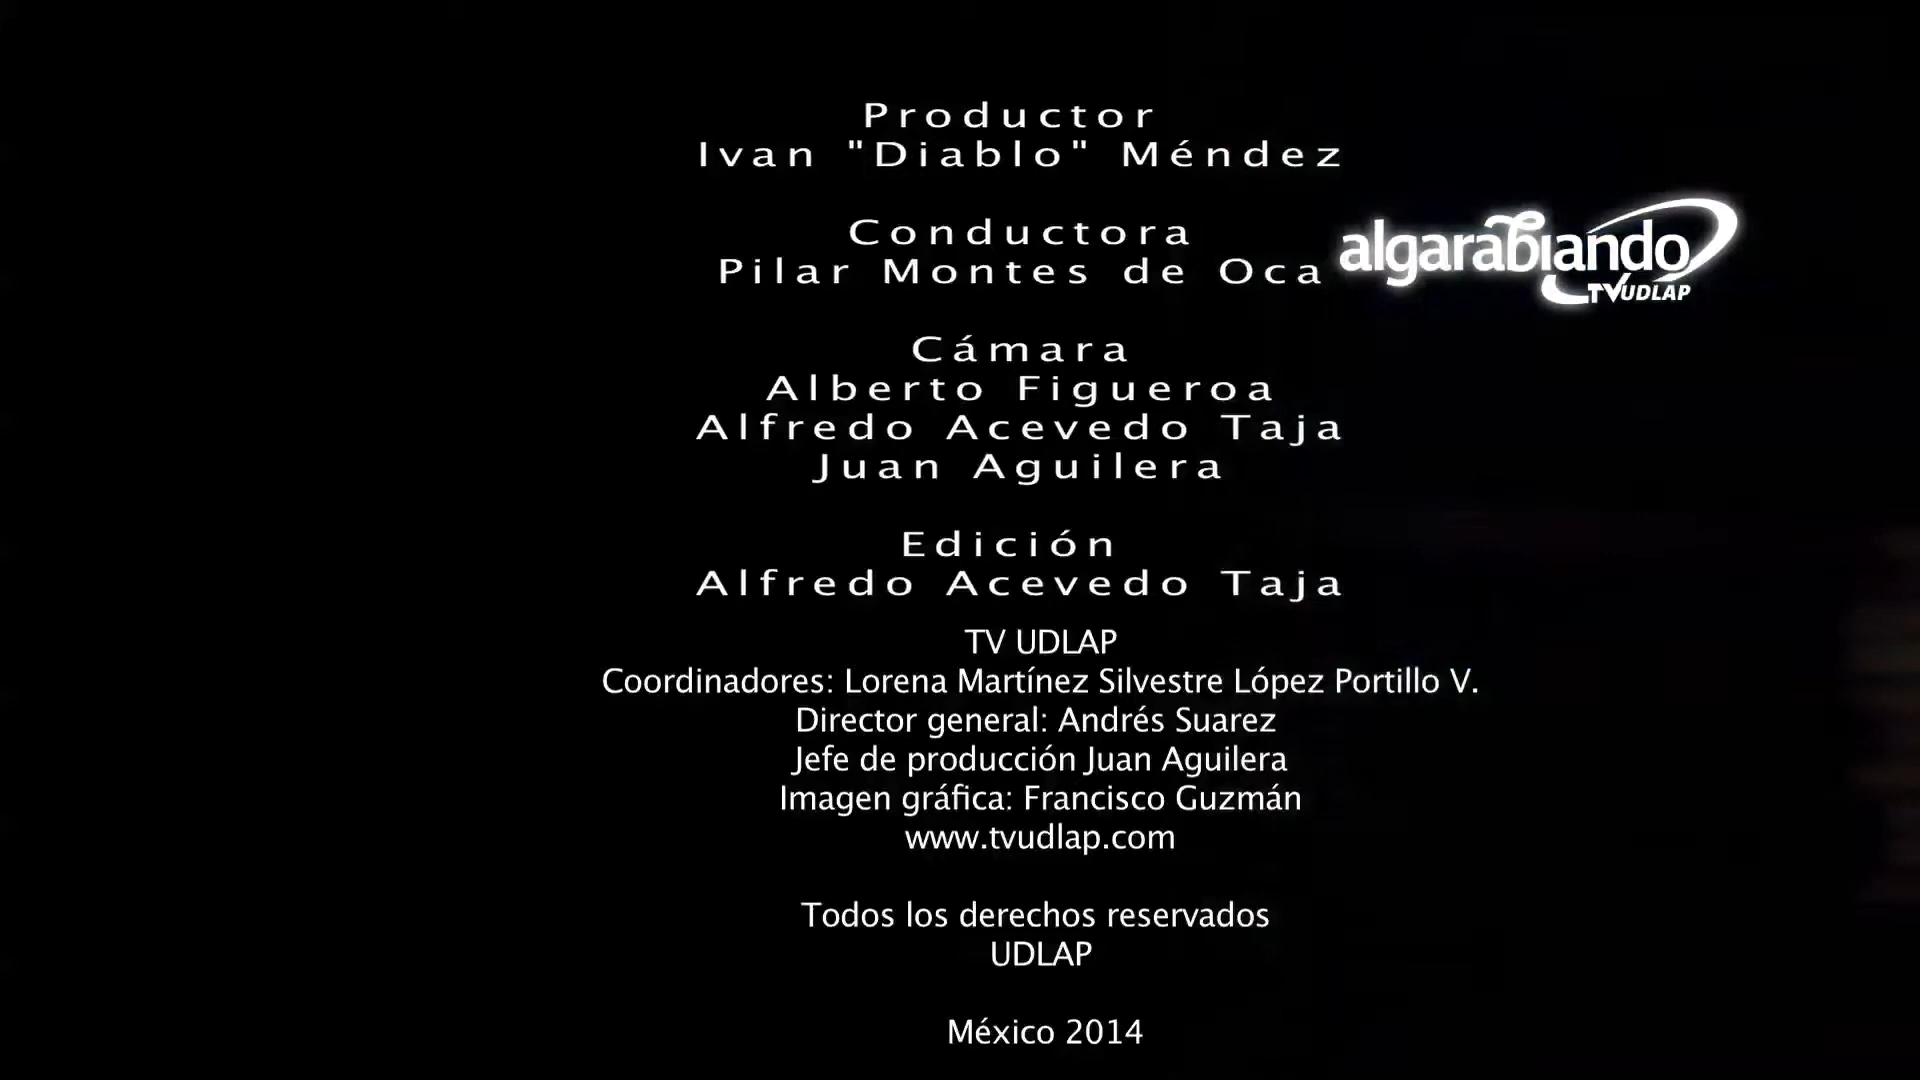 Productor
Ivan "Diablo" Méndez
Conductora
Pilar Montes de Oca
algarabiando
TVUDLAP
Cámara
Alberto Figueroa
Alfredo Acevedo Taja
Juan Aguilera
Edición
Alfredo Acevedo Taja
TV UDLAP
Coordinadores: Lorena Martínez Silvestre López Portillo V.
Director general: Andrés Suarez
Jefe de producción Juan Aguilera
Imagen gráfica: Francisco Guzmán
www.tvudlap.com
Todos los derechos reservados
UDLAP
México 2014